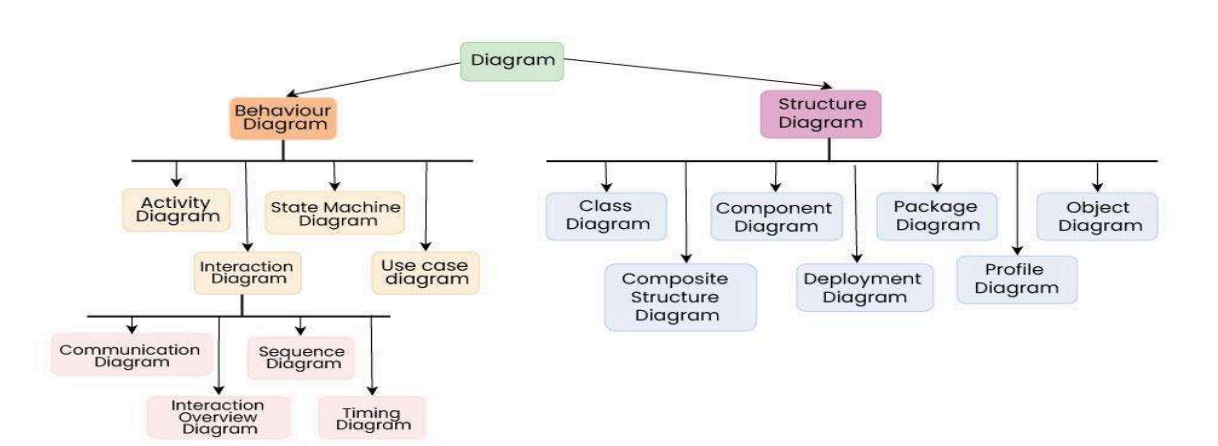 Diagram
Behaviour
Diagram
Structure
Diagram
Activity
Diagram
State Machine
Diagram
Interaction
Diagram
Use case
diagram
Communication
Diagram
Sequence
Diagram
Interaction
Overview
Diagram
Timing
Diagram
Class
Diagram
Component
Diagram
Package
Diagram
Object
Diagram
Composite
Structure
Diagram
Deployment
Diagram
Profile
Diagram